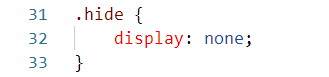 31 .hide {
32     display: none;
33 }